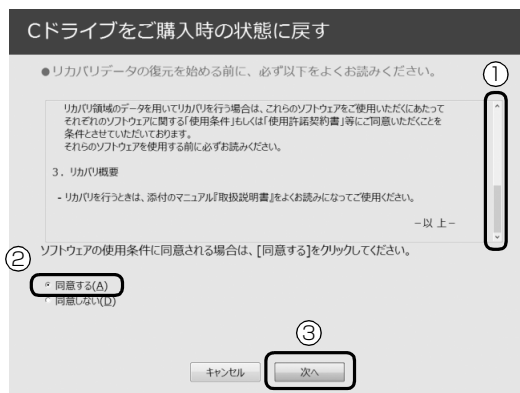 Cドライブをご購入時の状態に戻す
●リカバリデータの復元を始める前に、必ず以下をよくお読みください。
①
リカバリ領域のデータを用いてリカバリを行う場合は、これらのソフトウェアをご使用いただくにあたって
それぞれのソフトウェアに関する「使用条件」もしくは「使用許諾契約書」等にご同意いただくことを
条件とさせていただいております。
それらのソフトウェアを使用する前に必ずお読みください。
3．リカバリ概要
- リカバリを行うときは、添付のマニュアル『取扱説明書』をよくお読みになってご使用ください。
－以 上－
ソフトウェアの使用条件に同意される場合は、[同意する]をクリックしてください。
②
同意する(A)
同意しない(D)
③
キャンセル
次へ